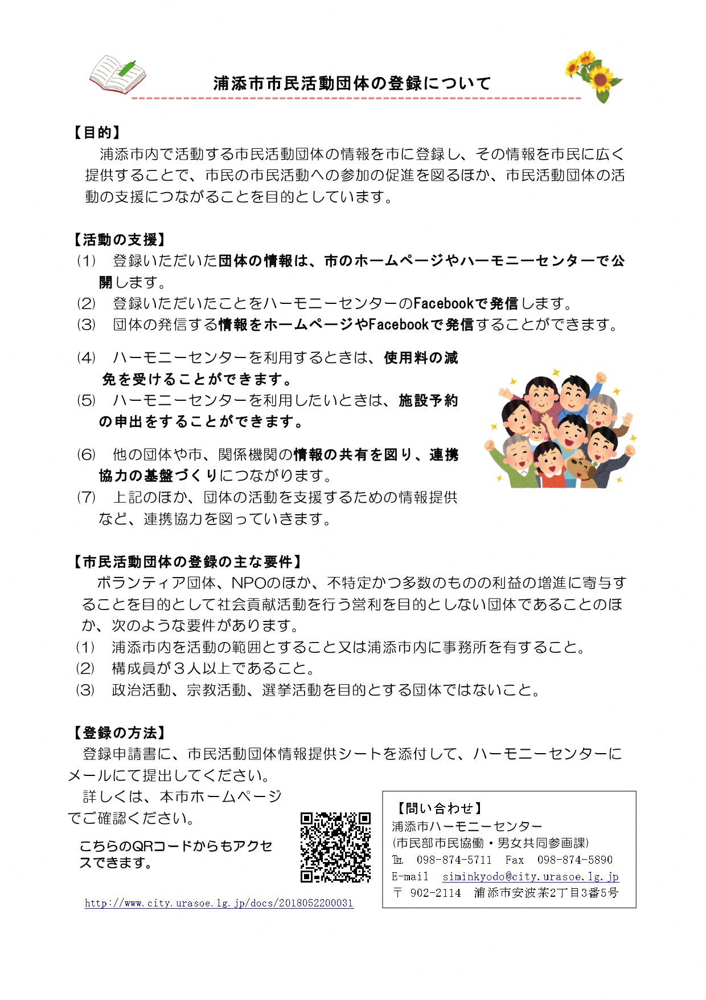 浦添市市民活動団体の登録について
【目的】
浦添市内で活動する市民活動団体の情報を市に登録し、その情報を市民に広く
提供することで、市民の市民活動への参加の促進を図るほか、市民活動団体の活
動の支援につながることを目的としています。
【活動の支援】
(1)　登録いただいた団体の情報は、市のホームページやハーモニーセンターで公
開します。
(2)　登録いただいたことをハーモニーセンターのFacebookで発信します。
(3)　団体の発信する情報をホームページやFacebookで発信することができます。
(4)　ハーモニーセンターを利用するときは、使用料の減
免を受けることができます。
(5)　ハーモニーセンターを利用したいときは、施設予約
の申出をすることができます。
(6)　他の団体や市、関係機関の情報の共有を図り、連携
協力の基盤づくりにつながります。
(7)　上記のほか、団体の活動を支援するための情報提供
など、連携協力を図っていきます。
【市民活動団体の登録の主な要件】
ボランティア団体、NPOのほか、不特定かつ多数のものの利益の増進に寄与す
ることを目的として社会貢献活動を行う営利を目的としない団体であることのほ
か、次のような要件があります。
(1)　浦添市内を活動の範囲とすること又は浦添市内に事務所を有すること。
(2)　構成員が３人以上であること。
(3)　政治活動、宗教活動、選挙活動を目的とする団体ではないこと。
【登録の方法】
登録申請書に、市民活動団体情報提供シートを添付して、ハーモニーセンターに
メールにて提出してください。
詳しくは、本市ホームページ
でご確認ください。
こちらのQRコードからもアクセ
スできます。
http://www.city.urasoe.lg.jp/docs/2018052200031
【問い合わせ】
浦添市ハーモニーセンター
(市民部市民協働・男女共同参画課)
℡　098-874-5711　Fax　098-874-5890
E-mail　siminkyodo@city.urasoe.lg.jp
〒 902-2114　浦添市安波茶2丁目3番5号